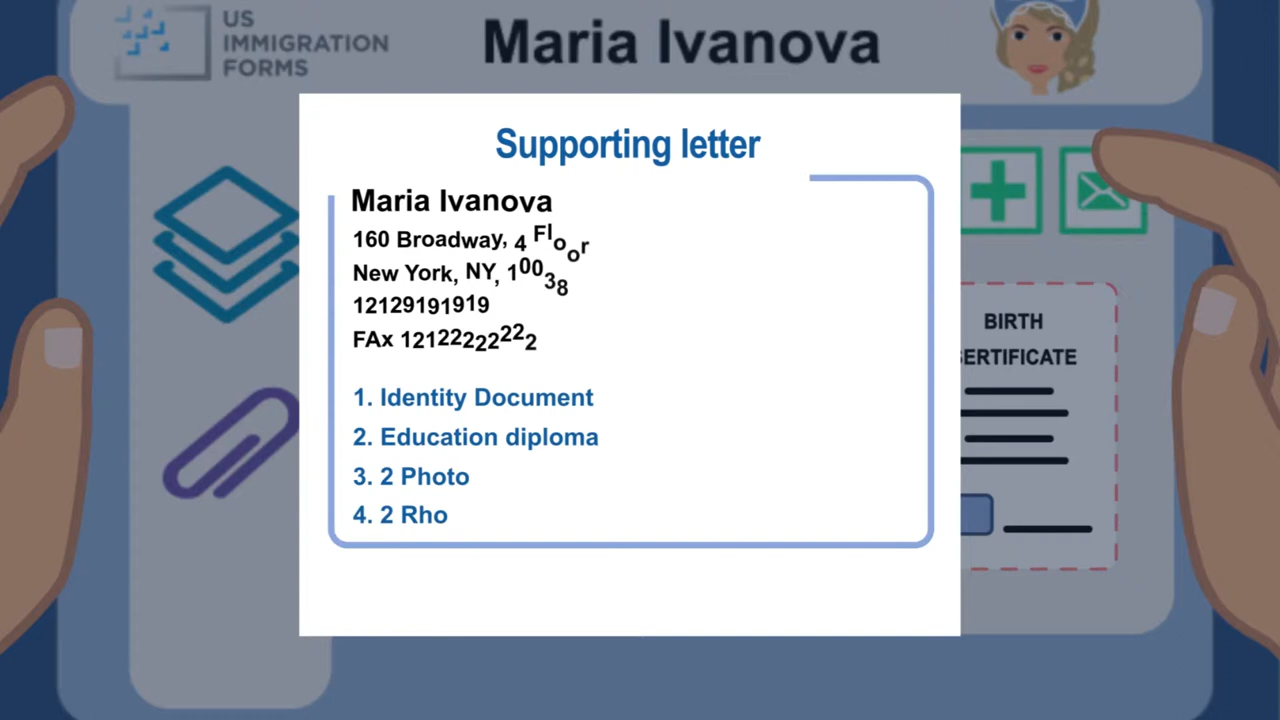 US
IMMIGRATION
FORMS
Maria Ivanova
Supporting letter
Maria Ivanova
160 Broadway, 4 Floor
New York, NY, 10038
12129191919
FAx 12122222222
1. Identity Document
2. Education diploma
3. 2 Photo
4. 2 Rho
BIRTH
ERTIFICATE